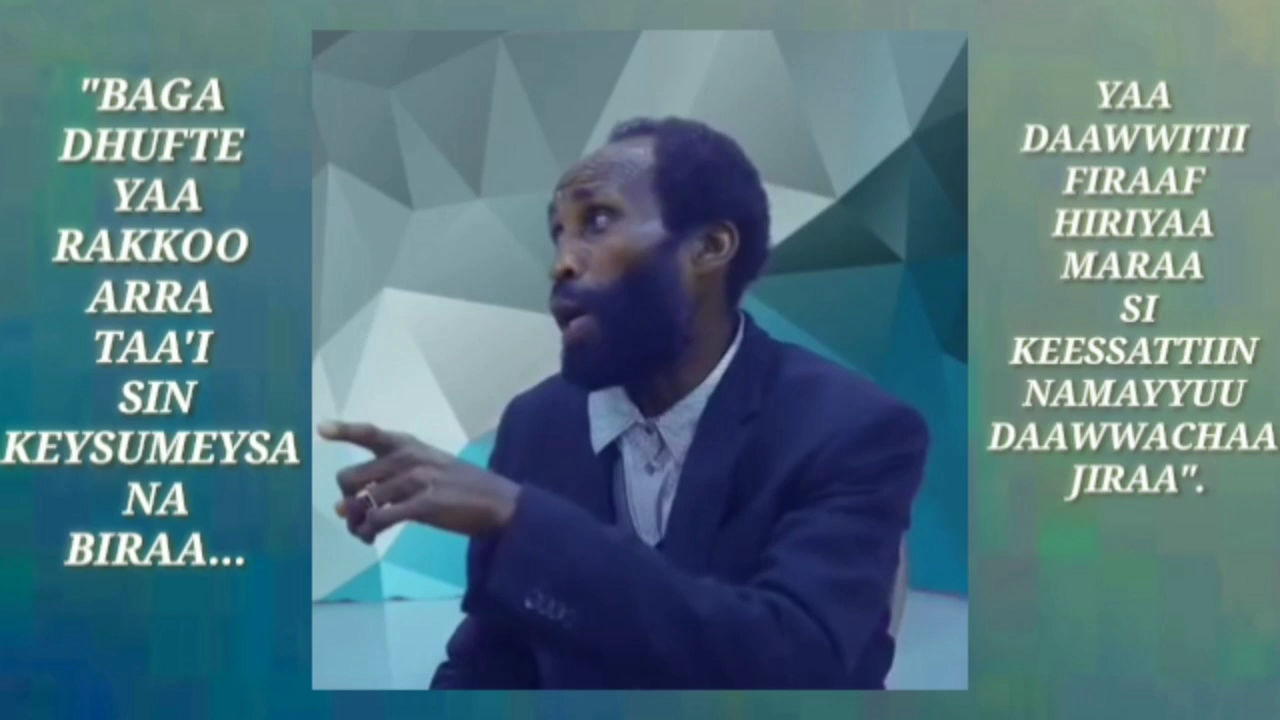 "BAGA
DHUFTE
YAA
RAKKOO
ARRA
TAA'I
SIN
KEYSUMEYSA
NA
BIRAA...
YAA
DAAWWITII
FIRAAF
HIRIYAA
MARAA
SI
KEESSATTIIN
NAMAYYUU
DAAWWACHAA
JIRAA".